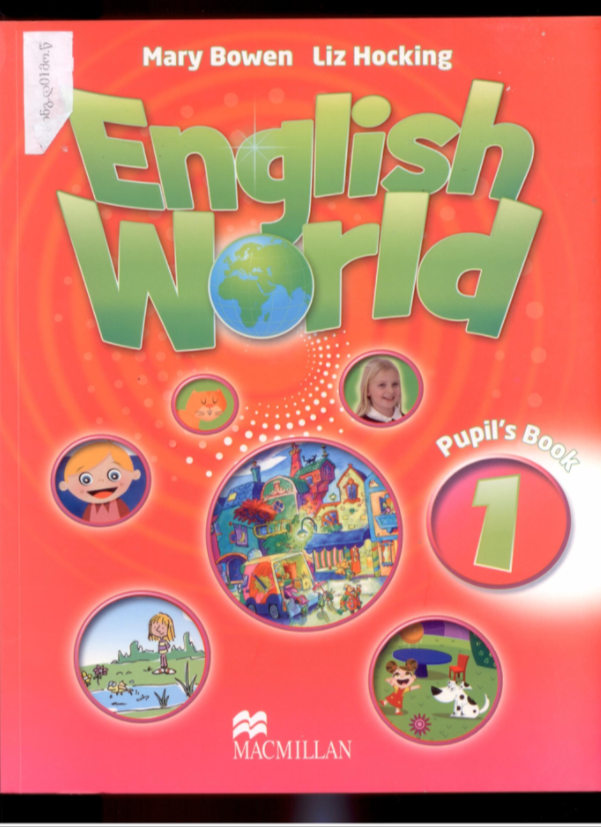 Mary Bowen Liz Hocking
English
World
Pupil's Book
1
MACMILLAN